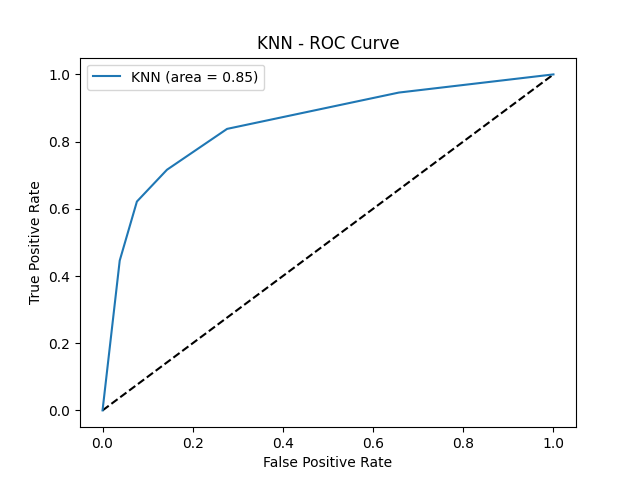 KNN - ROC Curve
KNN (area = 0.85)
True Positive Rate
1.0
0.8
0.6
0.4
0.2
0.0
0.0 0.2 0.4 0.6 0.8 1.0
False Positive Rate